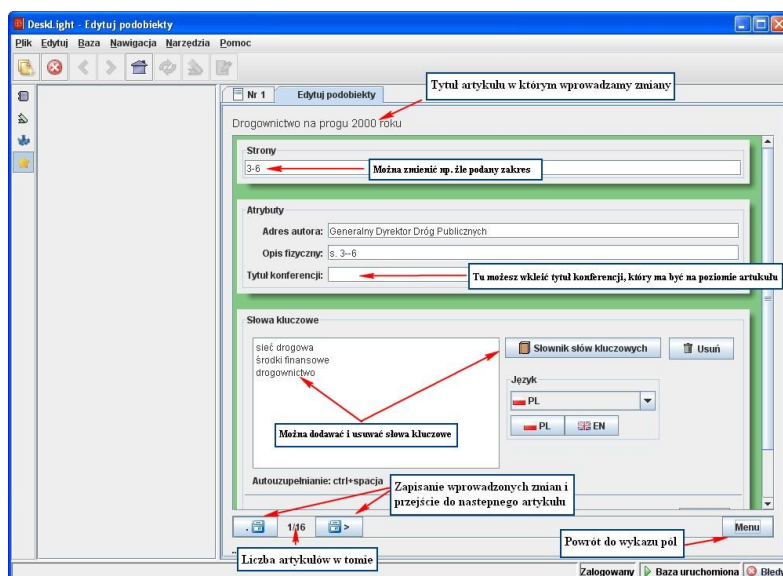 DeskLight - Edytuj podobiekty
Plik Edytuj Baza Nawigacja Narzędzia Pomoc
Nr 1 Edytuj podobiekty
Tytuł artykułu w którym wprowadzamy zmiany
Drogownictwo na progu 2000 roku
Strony
3-6
Można zmienić np. źle podany zakres
Atrybuty
Adres autora: Generalny Dyrektor Dróg Publicznych
Opis fizyczny: s. 3--6
Tytuł konferencji:
Tu możesz wkleić tytuł konferencji, który ma być na poziomie artukułu
Słowa kluczowe
sieć drogowa
środki finansowe
drogownictwo
Słownik słów kluczowych
Usuń
Język
PL
PL EN
Można dodawać i usuwać słowa kluczowe
Autouzupełnianie: ctrl+spacja
Zapisanie wprowadzonych zmian i
przejście do nastepnego artykułu
. 1/16 >
Menu
Powrót do wykazu pól
Liczba artykułów w tomie
Zalogowany Baza uruchomiona Błędy